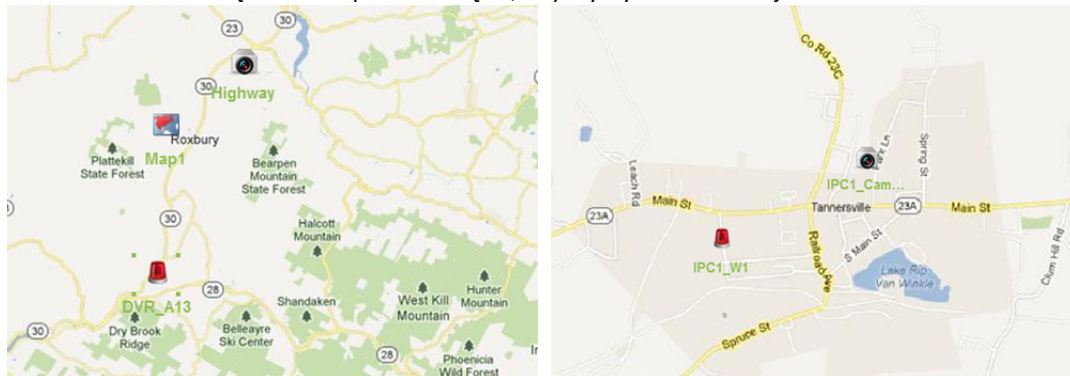 23
30
30
Highway
Roxbury
Map1
Plattekill
State Forest
Bearpen
Mountain
State Forest
30
Halcott
Mountain
DVR_A13
28
30
Dry Brook
Ridge
Belleayre
Ski Center
Shandaken
West Kill
Mountain
Hunter
Mountain
28
Phoenicia
Wild Forest
Co Rd 23C
Spring St
IPC1_Cam...
Leach Rd
Main St
23A
Tannersville
23A
Main St
IPC1_W1
Railroad Ave
S Main St
Lake Rip
Van Winkle
Clum Hill Rd
Spruce St